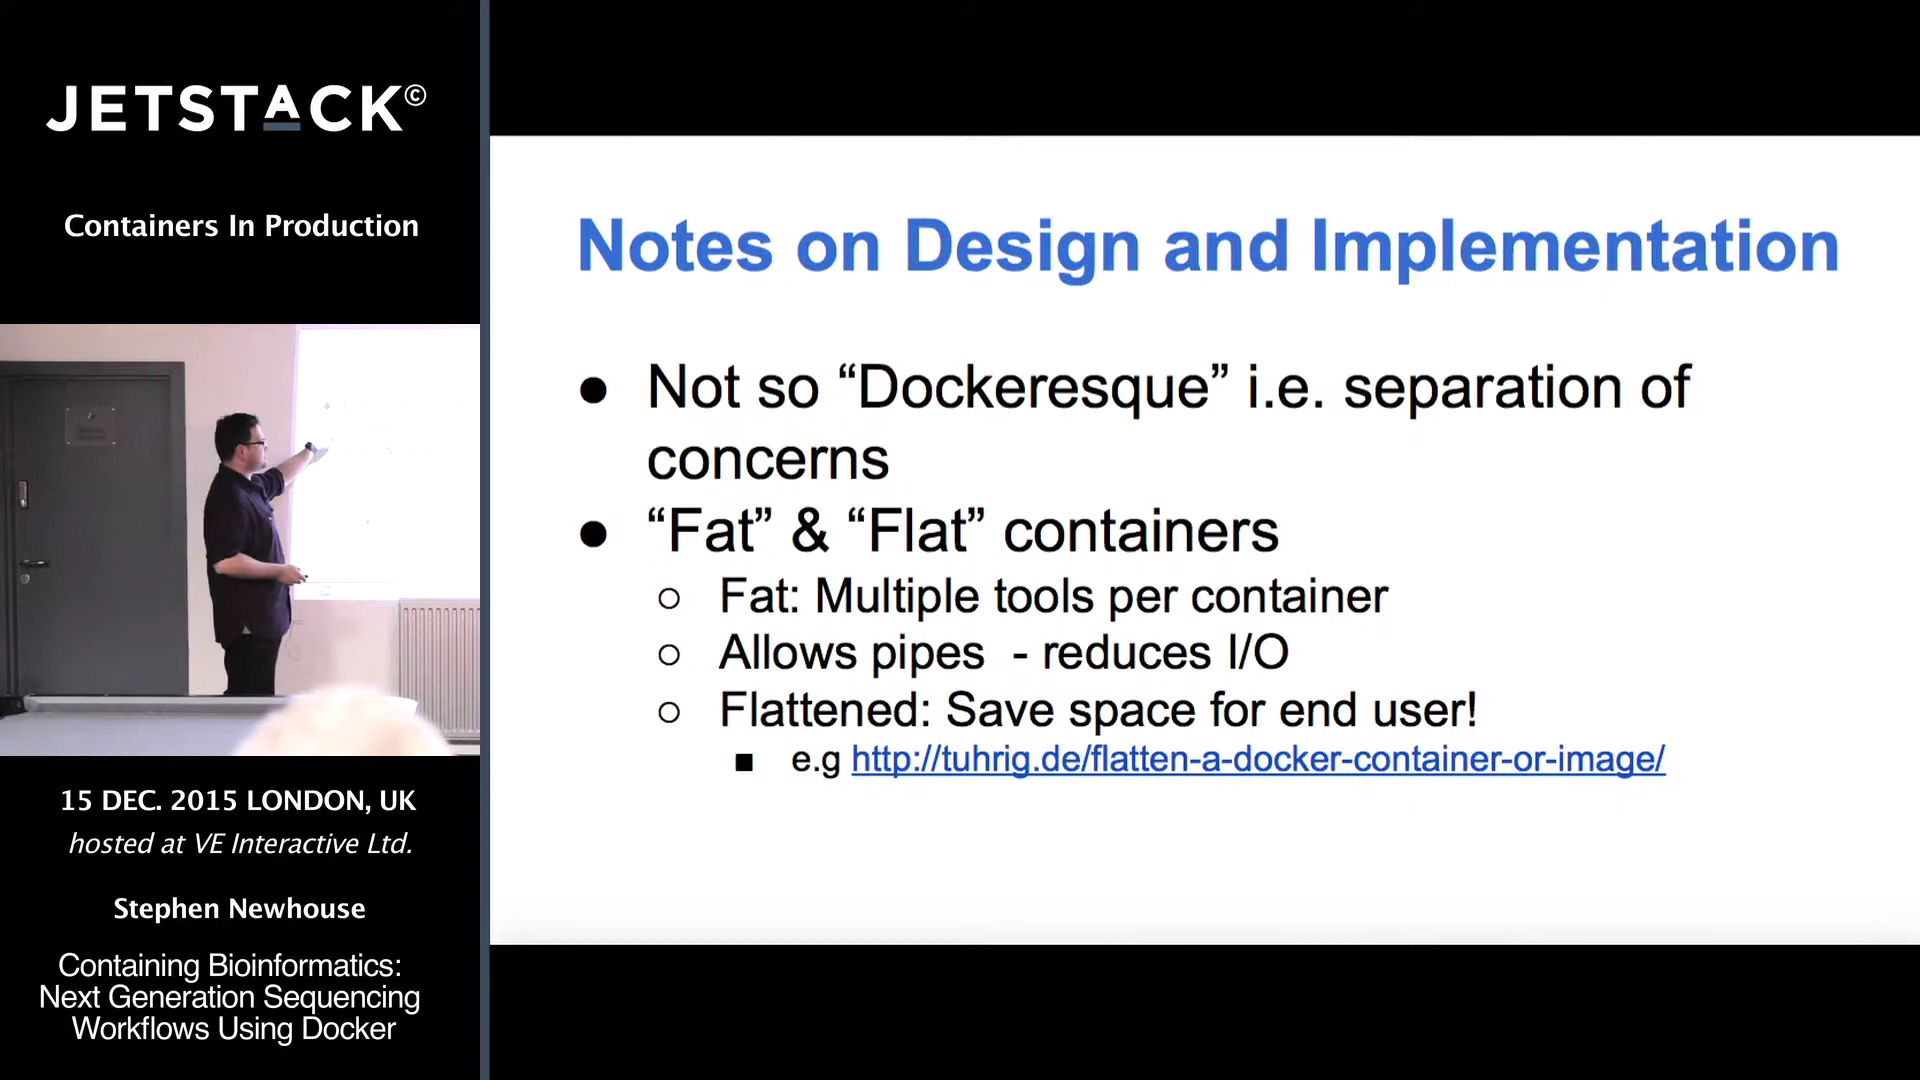 JETSTACK©
Containers In Production
15 DEC. 2015 LONDON, UK
hosted at VE Interactive Ltd.
Stephen Newhouse
Containing Bioinformatics:
Next Generation Sequencing
Workflows Using Docker
Notes on Design and Implementation
● Not so “Dockeresque” i.e. separation of
concerns
● “Fat” & “Flat” containers
○ Fat: Multiple tools per container
○ Allows pipes - reduces I/O
○ Flattened: Save space for end user!
■ e.g http://tuhrig.de/flatten-a-docker-container-or-image/